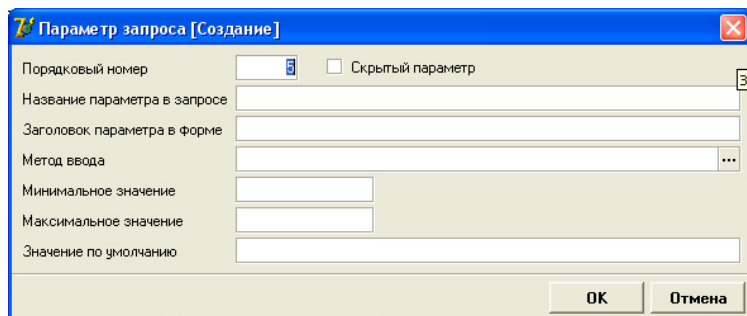 Параметр запроса [Создание]
Порядковый номер 5 Скрытый параметр
Название параметра в запросе
Заголовок параметра в форме
Метод ввода ...
Минимальное значение
Максимальное значение
Значение по умолчанию
OK Отмена